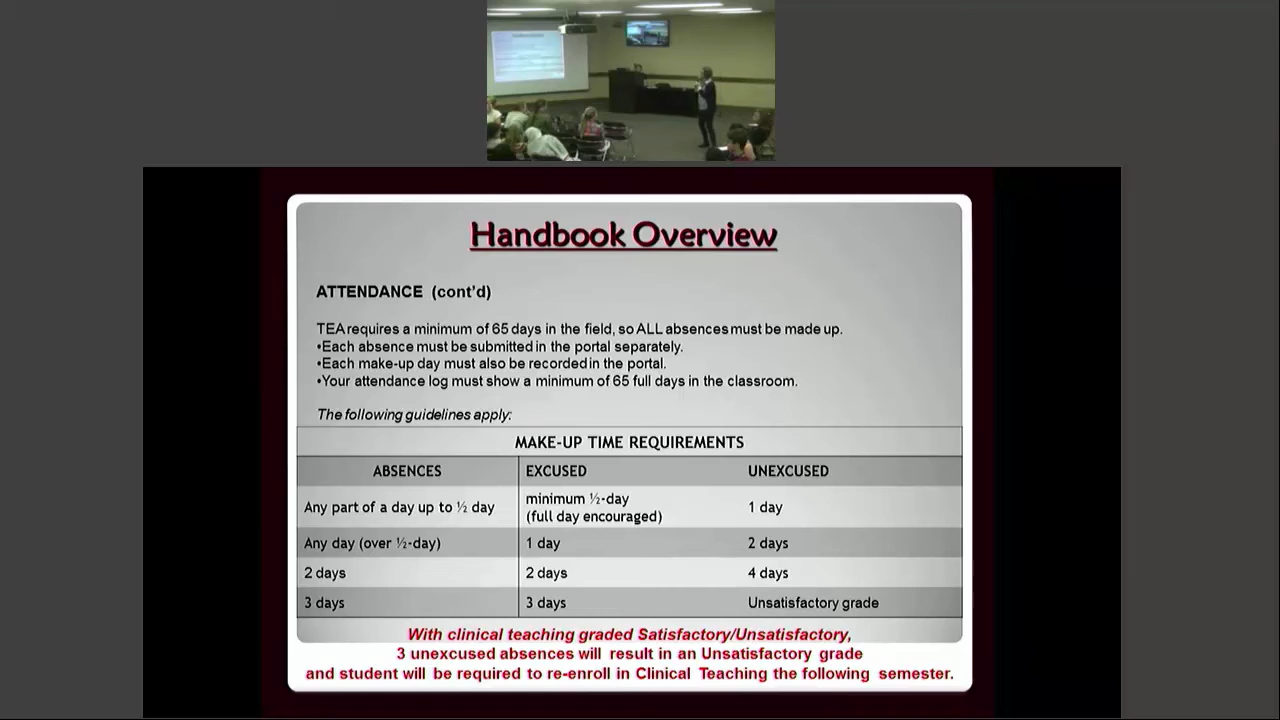 Handbook Overview
ATTENDANCE (cont'd)
TEA requires a minimum of 65 days in the field, so ALL absences must be made up.
•Each absence must be submitted in the portal separately.
•Each make-up day must also be recorded in the portal.
•Your attendance log must show a minimum of 65 full days in the classroom.
The following guidelines apply:
MAKE-UP TIME REQUIREMENTS
ABSENCES EXCUSED UNEXCUSED
Any part of a day up to ½ day minimum ½-day (full day encouraged) 1 day
Any day (over ½-day) 1 day 2 days
2 days 2 days 4 days
3 days 3 days Unsatisfactory grade
With clinical teaching graded Satisfactory/Unsatisfactory,
3 unexcused absences will result in an Unsatisfactory grade
and student will be required to re-enroll in Clinical Teaching the following semester.